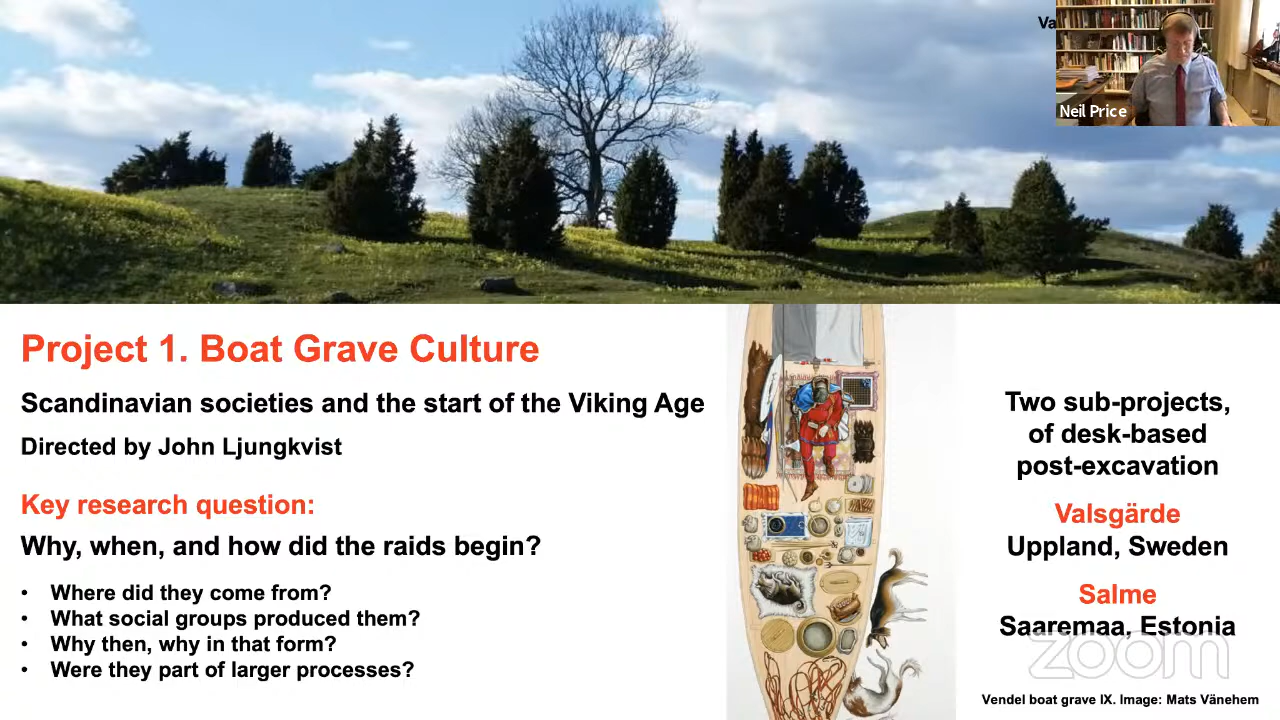 Va
Neil Price
Project 1. Boat Grave Culture
Scandinavian societies and the start of the Viking Age
Directed by John Ljungkvist
Key research question:
Why, when, and how did the raids begin?
• Where did they come from?
• What social groups produced them?
• Why then, why in that form?
• Were they part of larger processes?
Two sub-projects,
of desk-based
post-excavation
Valsgärde
Uppland, Sweden
Salme
Saaremaa, Estonia
zoom
Vendel boat grave IX. Image: Mats Vänehem